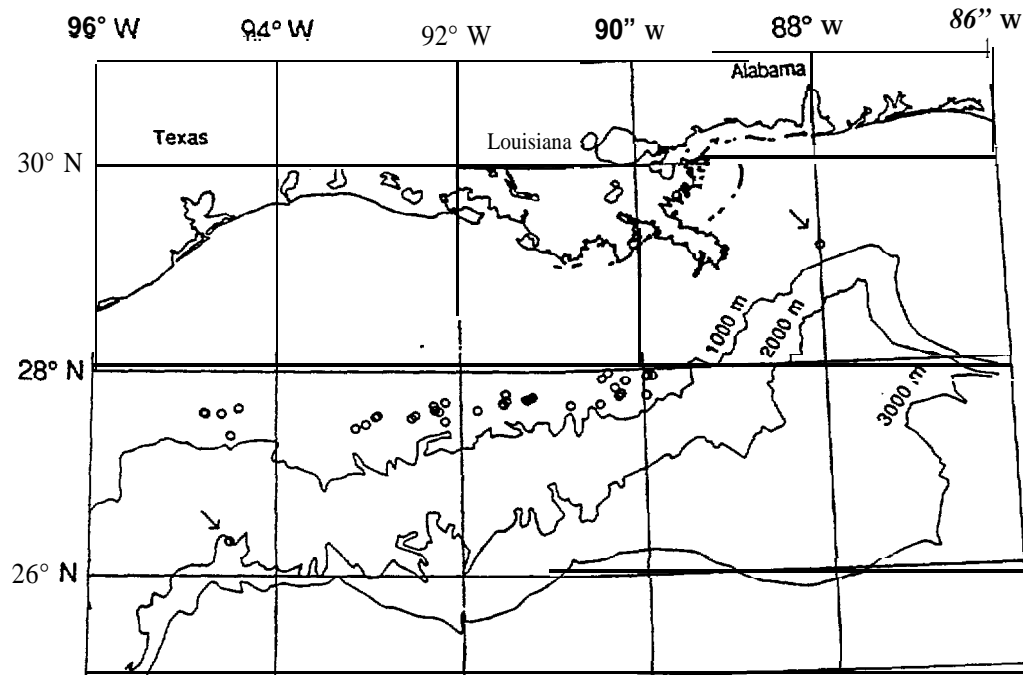 96° W 94° W 92° W 90” W 88° W 86” W
Alabama
Texas
Louisiana
30° N
1000 m
2000 m
28° N
3000 m
26° N